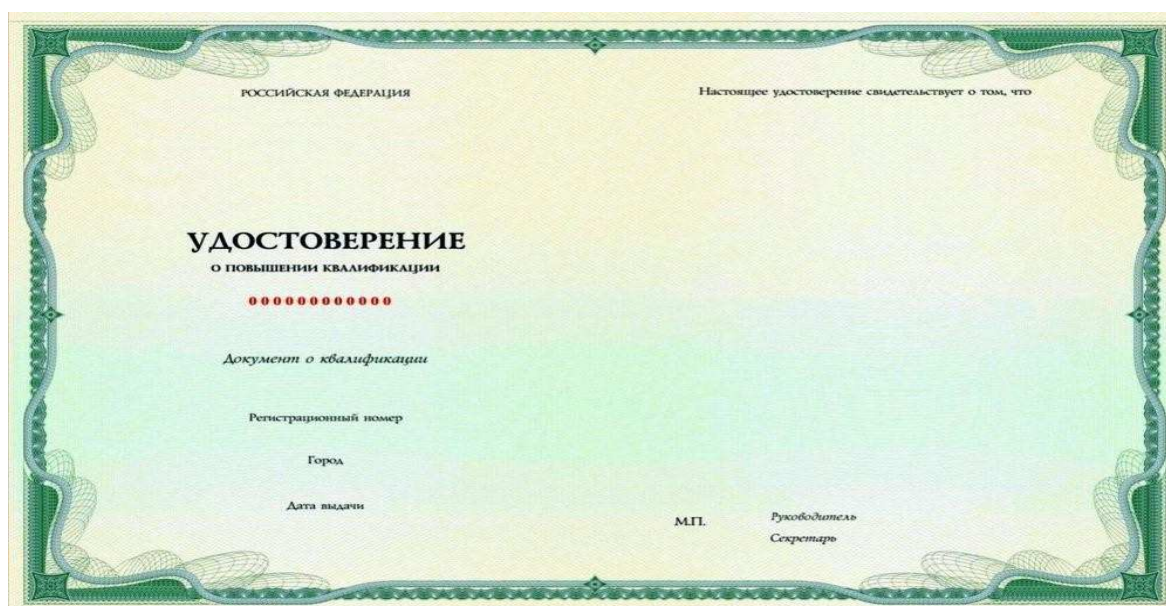 РОССИЙСКАЯ ФЕДЕРАЦИЯ
УДОСТОВЕРЕНИЕ
О ПОВЫШЕНИИ КВАЛИФИКАЦИИ
000000000000
Документ о квалификации
Регистрационный номер
Город
Дата выдачи
Настоящее удостоверение свидетельствует о том, что
М.П.
Руководитель
Секретарь